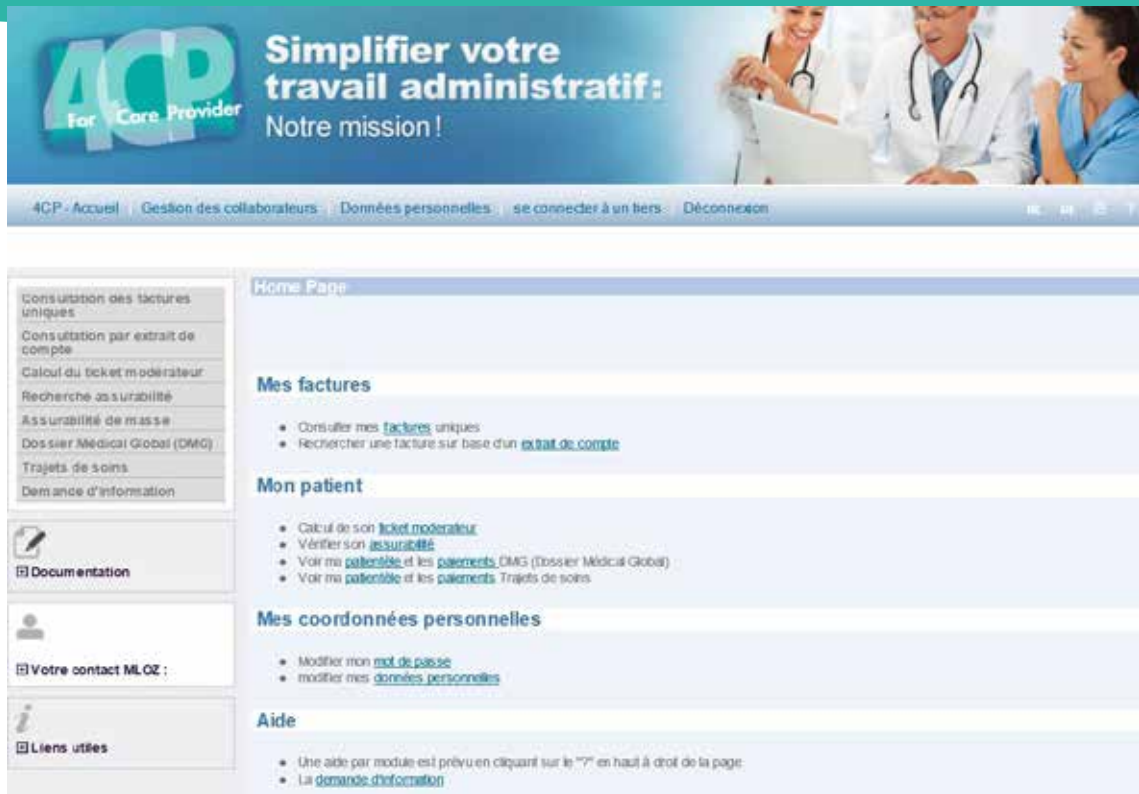 4CP
For Care Provider
Simplifier votre
travail administratif:
Notre mission !
4CP - Accueil Gestion des collaborateurs Données personnelles se connecter à un tiers Déconnexion
Consultation des factures
uniques
Consultation par extrait de
compte
Calcul du ticket modérateur
Recherche assurabilité
Assurabilité de masse
Dossier Médical Global (DMG)
Trajets de soins
Demande d'information
Documentation
Votre contact MLOZ :
Liens utiles
Home Page
Mes factures
Consulter mes factures uniques
Rechercher une facture sur base d'un extrait de compte
Mon patient
Calcul de son ticket moderateur
Vérifier son assurabilité
Voir ma patientèle et les paiements DMG (Dossier Médical Global)
Voir ma patientèle et les paiements Trajets de soins
Mes coordonnées personnelles
Modifier mon mot de passe
modifier mes données personnelles
Aide
Une aide par module est prévu en cliquant sur le "?" en haut à droit de la page
La demande d'information